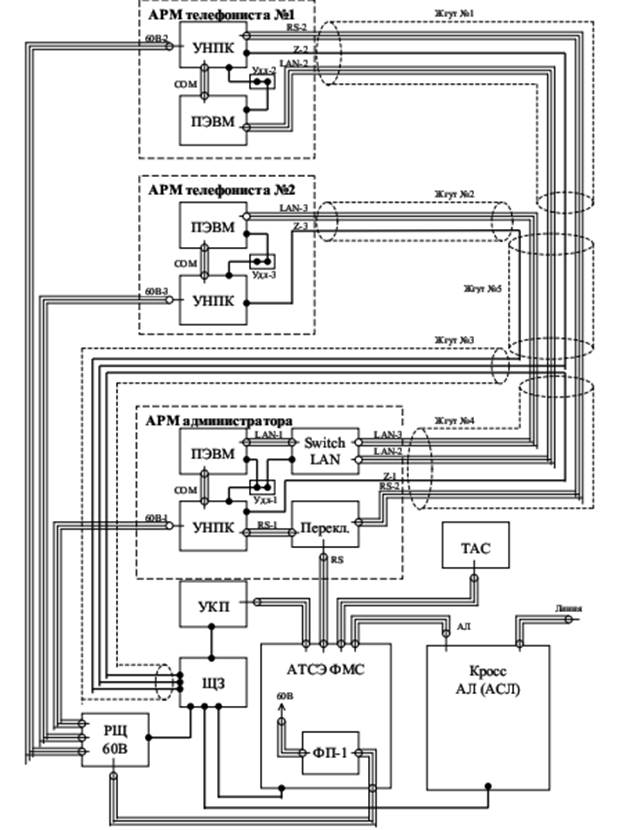 АРМ телефониста №1
Жгут №1
60В-2
RS-2
УНПК
Z-2
Удл-2
LAN-2
COM
ПЭВМ
АРМ телефониста №2
Жгут №2
LAN-3
ПЭВМ
Z-3
COM
Удл-3
60В-3
УНПК
Жгут №5
Жгут №3
АРМ администратора
Жгут №4
LAN-1
Switch
LAN
LAN-3
ПЭВМ
LAN-2
Z-1
COM
Удл-1
RS-2
60В-1
УНПК
RS-1
Перекл.
ТАС
RS
УКП
Линия
АЛ
АТСЭ ФМС
Кросс
АЛ (АСЛ)
ЩЗ
60В
РЩ
60В
ФП-1